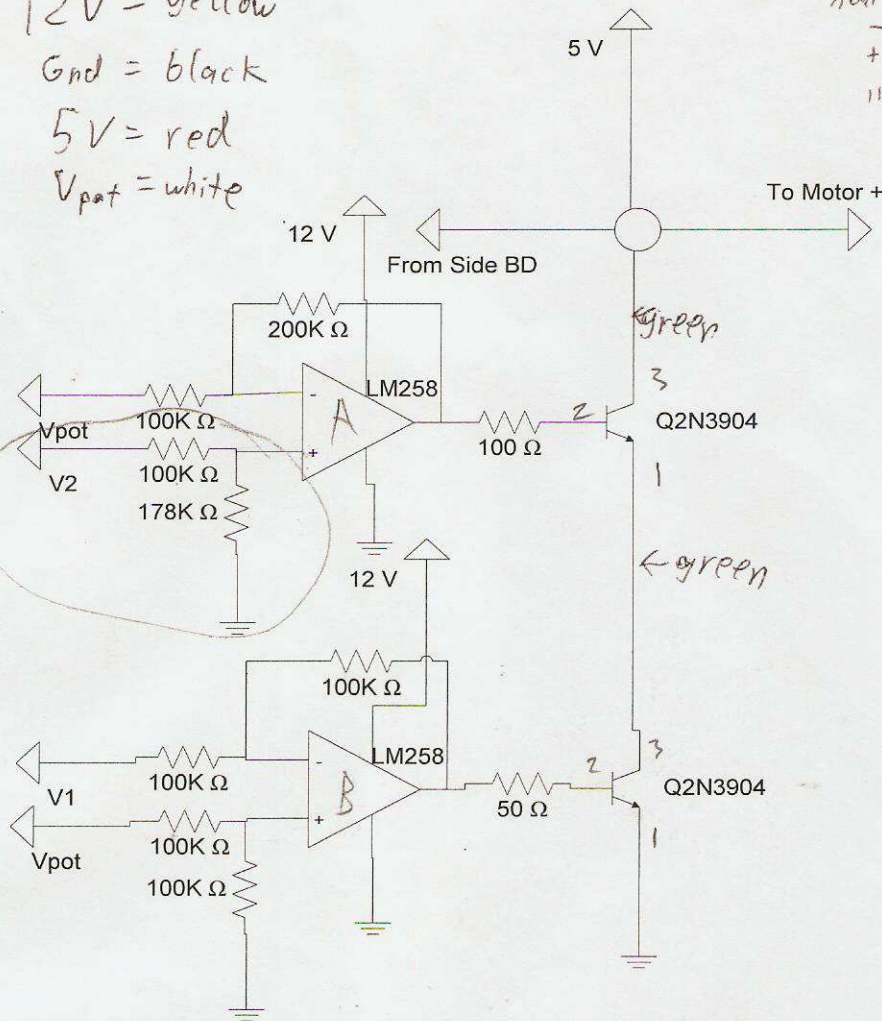 12V = yellow
Gnd = black
5V = red
Vpot = white
5 V
-
+
"
12 V
To Motor +
From Side BD
green
200K Ω
LM258
3
-
A
2
Q2N3904
Vpot
100K Ω
100 Ω
+
V2
100K Ω
1
178K Ω
12 V
green
100K Ω
LM258
3
V1
100K Ω
-
B
2
Q2N3904
50 Ω
+
Vpot
100K Ω
1
100K Ω